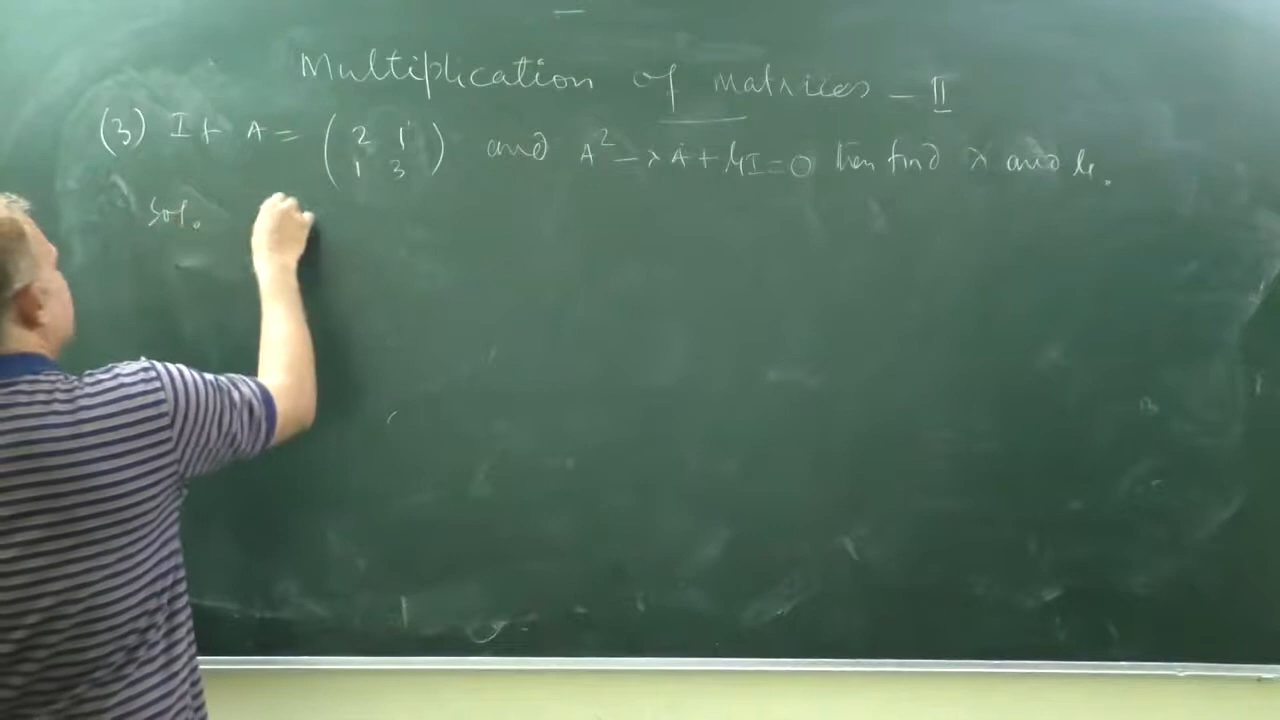 Multiplication of matrices - II
(3) If A = (2 1 1 3) and A² - λA + μI = 0 then find λ and μ.
Sol.